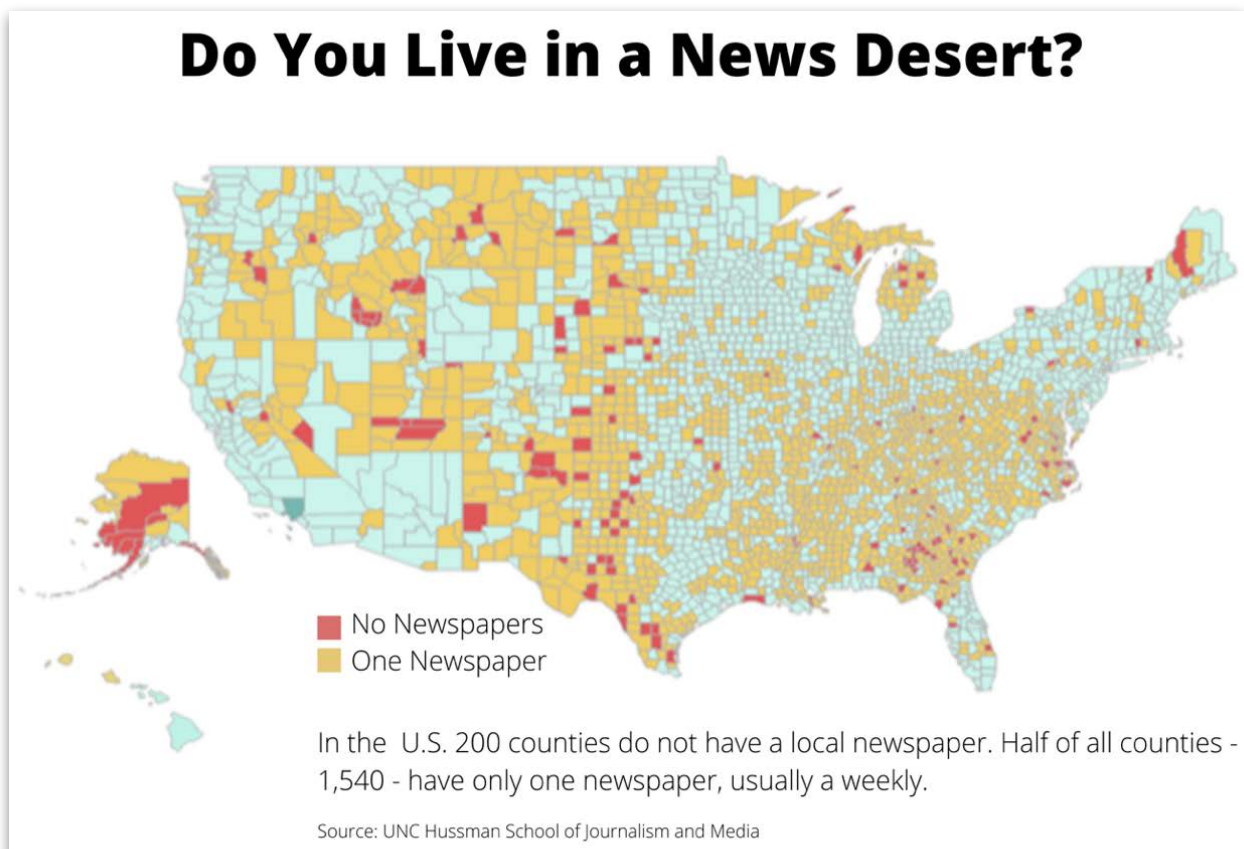 Do You Live in a News Desert?
No Newspapers
One Newspaper
In the U.S. 200 counties do not have a local newspaper. Half of all counties -
1,540 - have only one newspaper, usually a weekly.
Source: UNC Hussman School of Journalism and Media